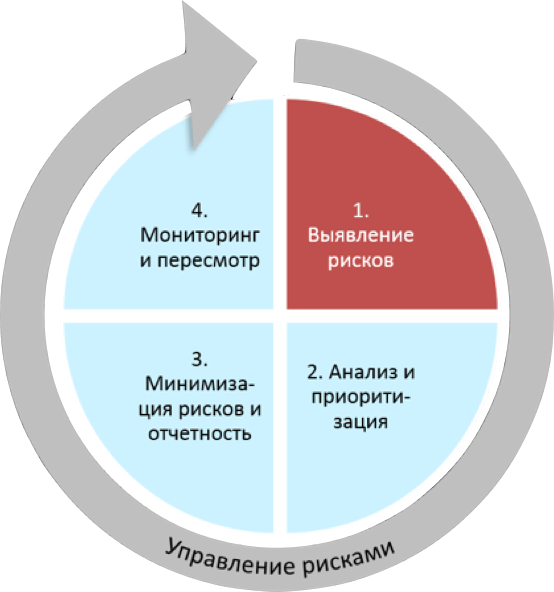 4.
Мониторинг
и пересмотр
1.
Выявление
рисков
3.
Минимиза-
ция рисков и
отчетность
2. Анализ и
приорити-
зация
Управление рисками